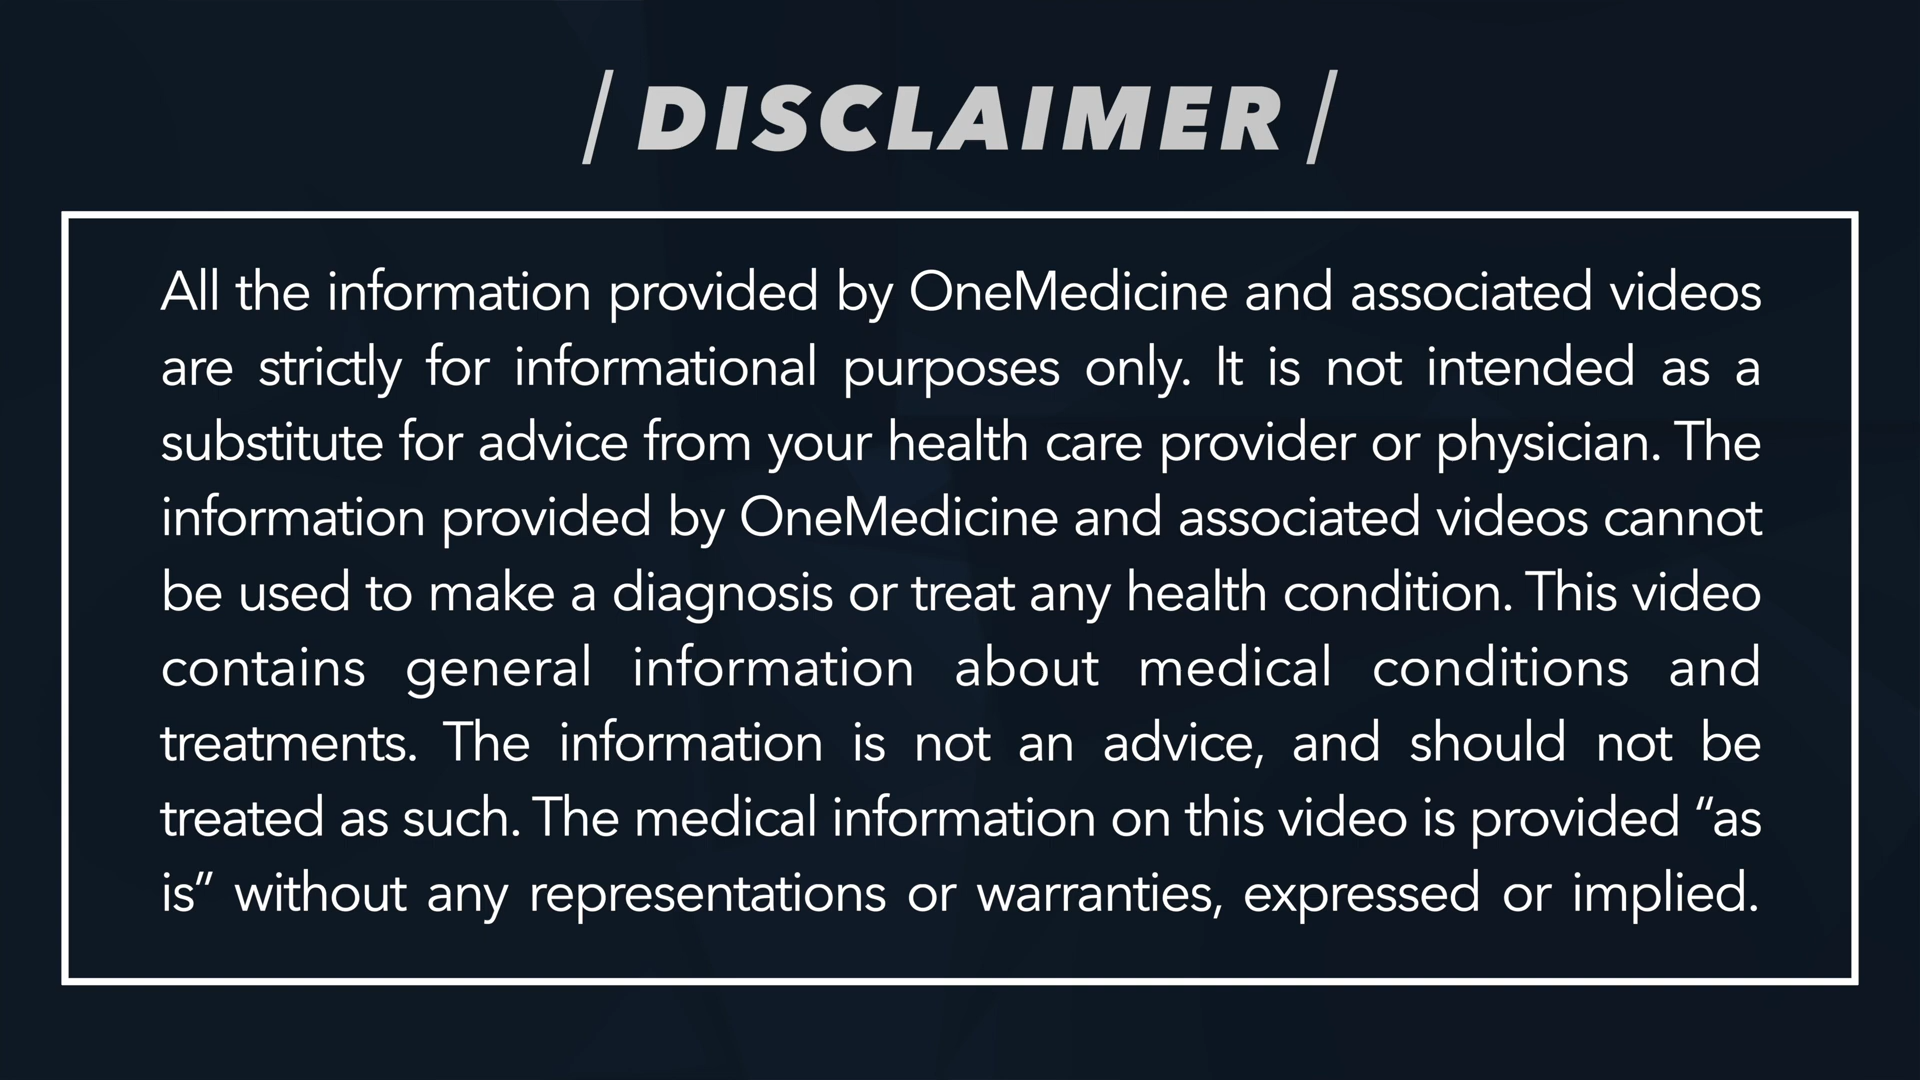 / DISCLAIMER /
All the information provided by OneMedicine and associated videos
are strictly for informational purposes only. It is not intended as a
substitute for advice from your health care provider or physician. The
information provided by OneMedicine and associated videos cannot
be used to make a diagnosis or treat any health condition. This video
contains general information about medical conditions and
treatments. The information is not an advice, and should not be
treated as such. The medical information on this video is provided “as
is” without any representations or warranties, expressed or implied.